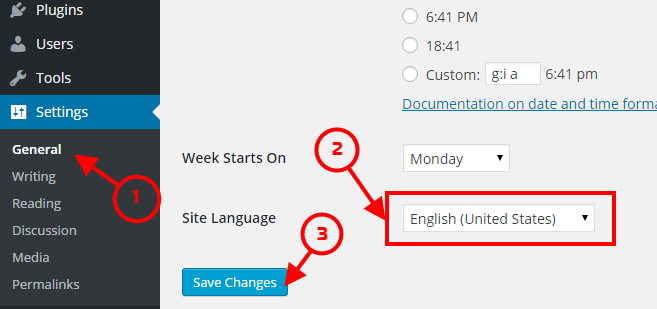 Plugins
Users
Tools
Settings
General
Writing
Reading
Discussion
Media
Permalinks
6:41 PM
18:41
Custom: g:i a 6:41 pm
Documentation on date and time forma
Week Starts On Monday
Site Language English (United States)
Save Changes
1
2
3